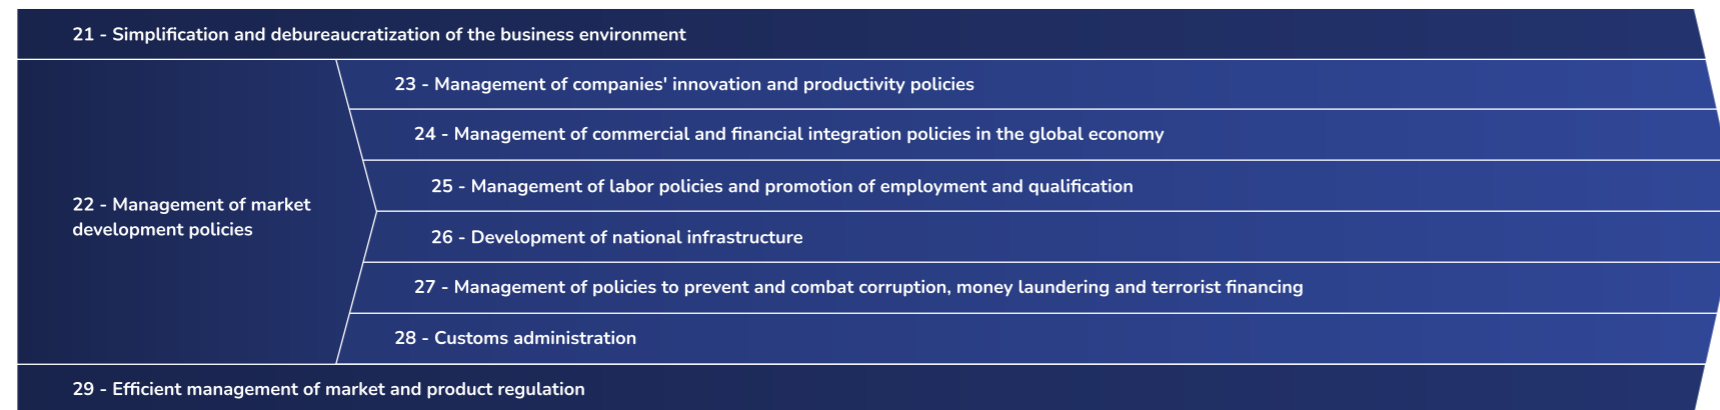 21 - Simplification and debureaucratization of the business environment
22 - Management of market
development policies
23 - Management of companies' innovation and productivity policies
24 - Management of commercial and financial integration policies in the global economy
25 - Management of labor policies and promotion of employment and qualification
26 - Development of national infrastructure
27 - Management of policies to prevent and combat corruption, money laundering and terrorist financing
28 - Customs administration
29 - Efficient management of market and product regulation